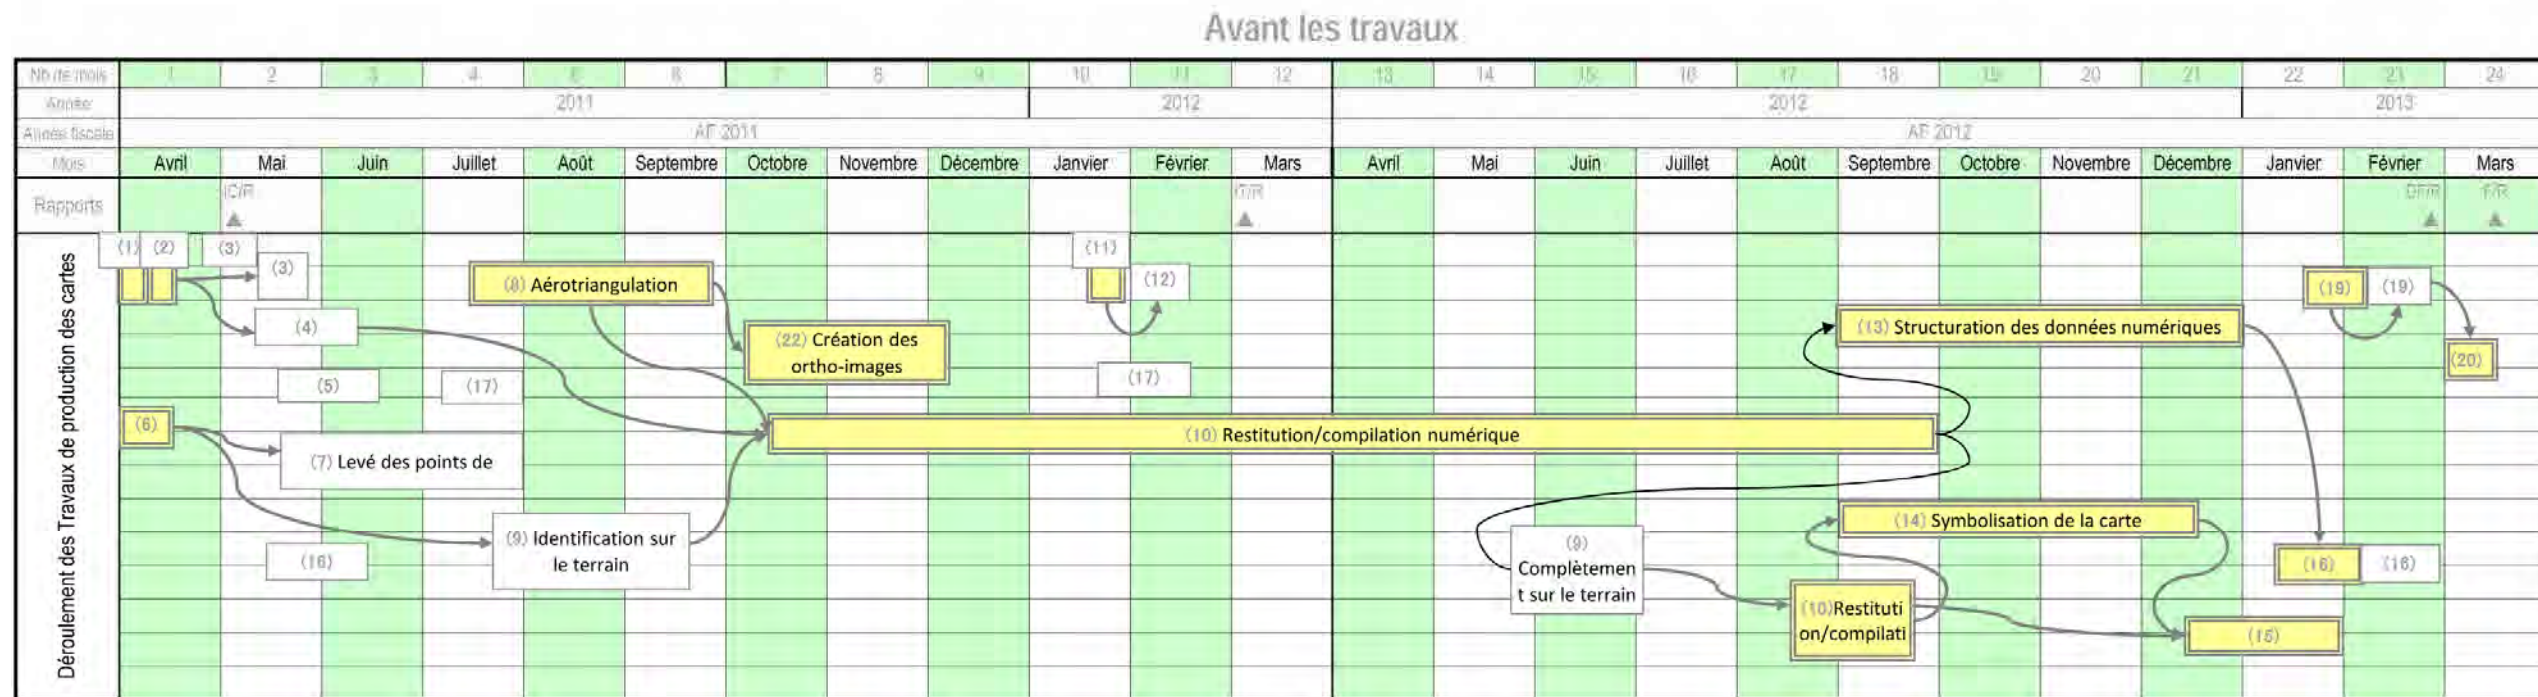 Avant les travaux
Nb de mois 1 2 3 4 5 6 7 8 9 10 11 12 13 14 15 16 17 18 19 20 21 22 23 24
Année 2011 2012 2012 2013
Année fiscale AF 2011 AF 2012
Mois Avril Mai Juin Juillet Août Septembre Octobre Novembre Décembre Janvier Février Mars Avril Mai Juin Juillet Août Septembre Octobre Novembre Décembre Janvier Février Mars
Rapports IC/R IT/R DF/R F/R
Déroulement des Travaux de production des cartes
(1) (2) (3) (11)
(3) (8) Aérotriangulation (12) (19) (19)
(4) (13) Structuration des données numériques
(22) Création des
ortho-images
(20)
(5) (17) (17)
(6) (10) Restitution/compilation numérique
(7) Levé des points de
(14) Symbolisation de la carte
(9) Identification sur
le terrain
(9)
Complètemen
t sur le terrain
(16) (16) (16)
(10)Restituti
on/compilati
(15)